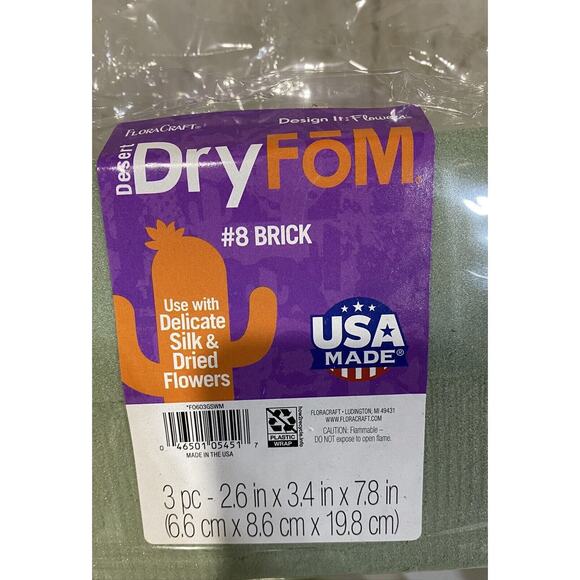 FLORACRAFT®
Design It: Flowers™
Desert
DryFōM®
#8 BRICK
Use with
Delicate
Silk &
Dried
Flowers
USA
MADE®
*FO603GSWM
0 46501 05451 7
MADE IN THE USA
PLASTIC
WRAP
how2recycle.info
FLORACRAFT • LUDINGTON, MI 49431
FLORACRAFT.COM
CAUTION: Flammable –
DO NOT expose to open flame.
3 pc - 2.6 in x 3.4 in x 7.8 in
(6.6 cm x 8.6 cm x 19.8 cm)